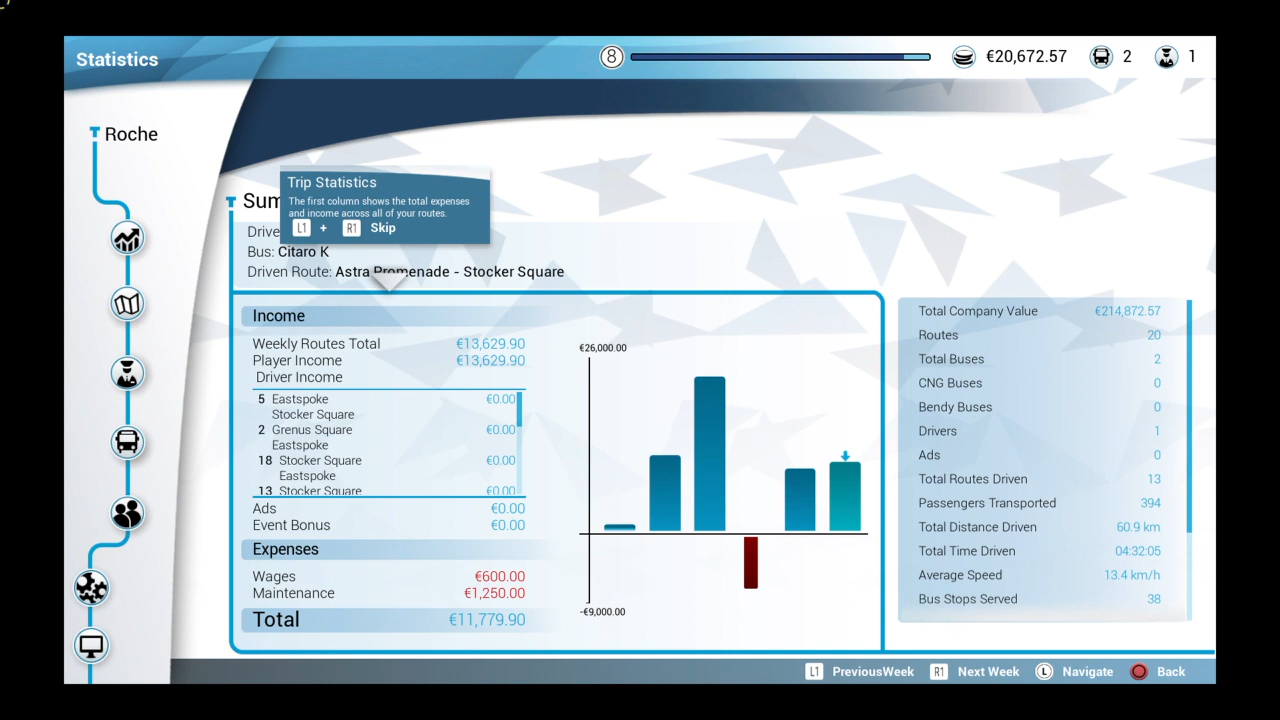 Statistics
8
€20,672.57
2
1
Roche
Trip Statistics
The first column shows the total expenses
and income across all of your routes.
L1 + R1 Skip
Sum
Drive
Bus: Citaro K
Driven Route: Astra Promenade - Stocker Square
Income
Weekly Routes Total €13,629.90
Player Income €13,629.90
Driver Income
5 Eastspoke €0.00
Stocker Square
2 Grenus Square €0.00
Eastspoke
18 Stocker Square €0.00
Eastspoke
13 Stocker Square €0.00
Ads €0.00
Event Bonus €0.00
Expenses
Wages €600.00
Maintenance €1,250.00
Total €11,779.90
€26,000.00
-€9,000.00
Total Company Value €214,872.57
Routes 20
Total Buses 2
CNG Buses 0
Bendy Buses 0
Drivers 1
Ads 0
Total Routes Driven 13
Passengers Transported 394
Total Distance Driven 60.9 km
Total Time Driven 04:32:05
Average Speed 13.4 km/h
Bus Stops Served 38
L1 PreviousWeek R1 Next Week L Navigate Back